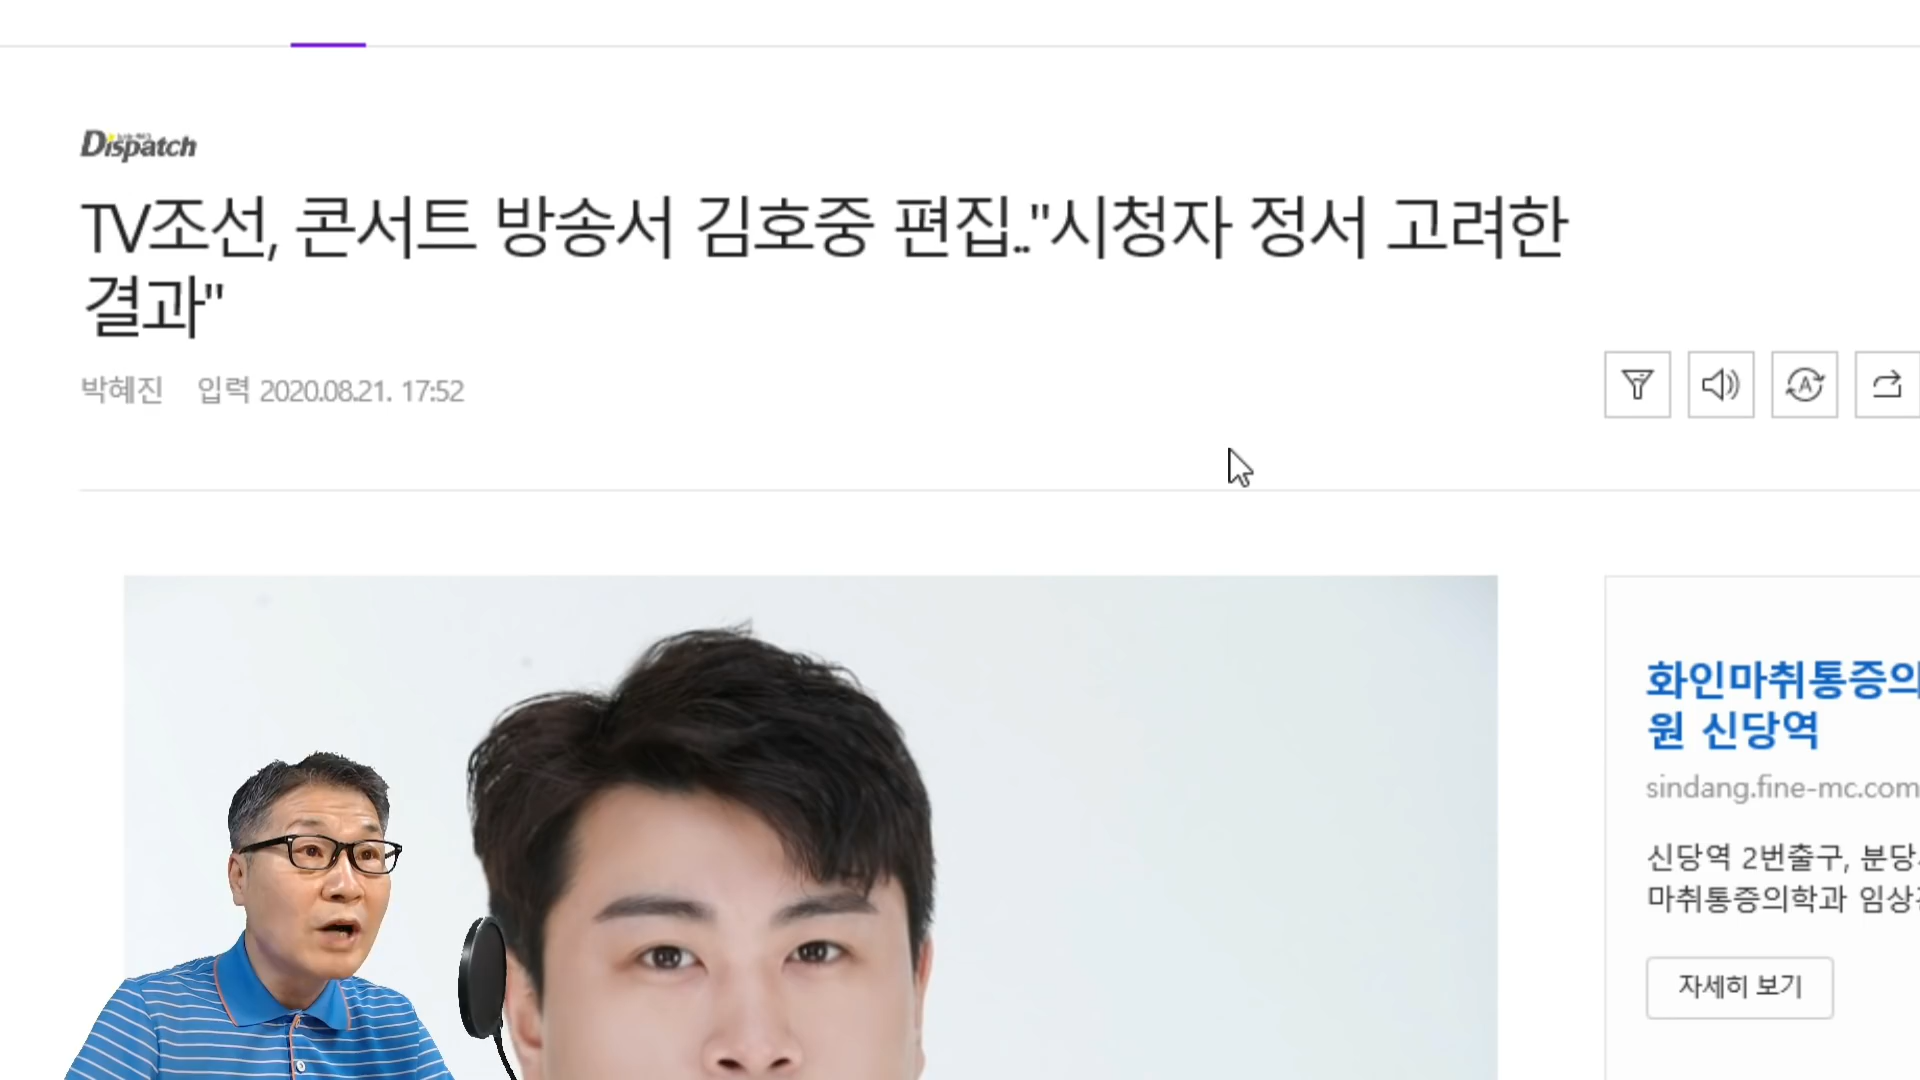 Dispatch
TV조선, 콘서트 방송서 김호중 편집.."시청자 정서 고려한
결과"
박혜진 입력 2020.08.21. 17:52
화인마취통증의
원 신당역
sindang.fine-mc.com
신당역 2번출구, 분당
마취통증의학과 임상
자세히 보기